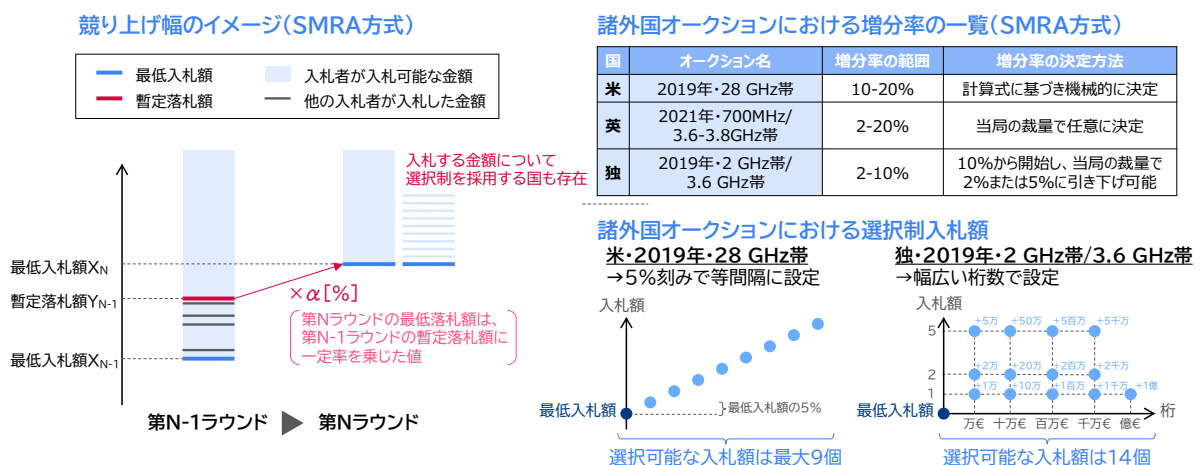 競り上げ幅のイメージ(SMRA方式)
最低入札額
入札者が入札可能な金額
暫定落札額
他の入札者が入札した金額
入札する金額について
選択制を採用する国も存在
最低入札額XN
暫定落札額YN-1
最低入札額XN-1
×α[%]
第Nラウンドの最低落札額は、
第N-1ラウンドの暫定落札額に
一定率を乗じた値
第N-1ラウンド
第Nラウンド
諸外国オークションにおける増分率の一覧(SMRA方式)
国 オークション名 増分率の範囲 増分率の決定方法
米 2019年・28 GHz帯 10-20% 計算式に基づき機械的に決定
英 2021年・700MHz/
3.6-3.8GHz帯 2-20% 当局の裁量で任意に決定
独 2019年・2 GHz帯/
3.6 GHz帯 2-10% 10%から開始し、当局の裁量で
2%または5%に引き下げ可能
諸外国オークションにおける選択制入札額
米・2019年・28 GHz帯
→5%刻みで等間隔に設定
入札額
最低入札額
最低入札額の5%
選択可能な入札額は最大9個
独・2019年・2 GHz帯/3.6 GHz帯
→幅広い桁数で設定
入札額
5 +5万 +50万 +5百万 +5千万
2 +2万 +20万 +2百万 +2千万
1 +1万 +10万 +1百万 +1千万 +1億
最低入札額
万€ 十万€ 百万€ 千万€ 億€ 桁
選択可能な入札額は14個